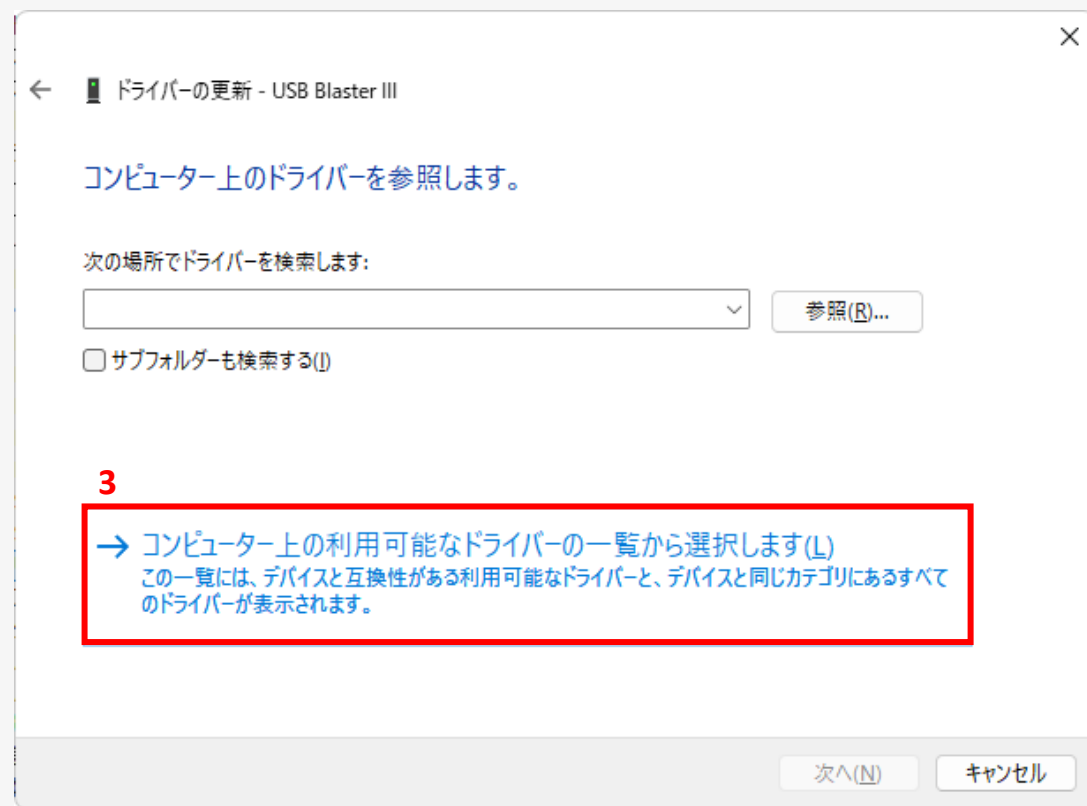 ドライバーの更新 - USB Blaster III
コンピューター上のドライバーを参照します。
次の場所でドライバーを検索します:
参照(R)...
サブフォルダーも検索する(I)
3
コンピューター上の利用可能なドライバーの一覧から選択します(L)
この一覧には、デバイスと互換性がある利用可能なドライバーと、デバイスと同じカテゴリにあるすべて
のドライバーが表示されます。
次へ(N)
キャンセル